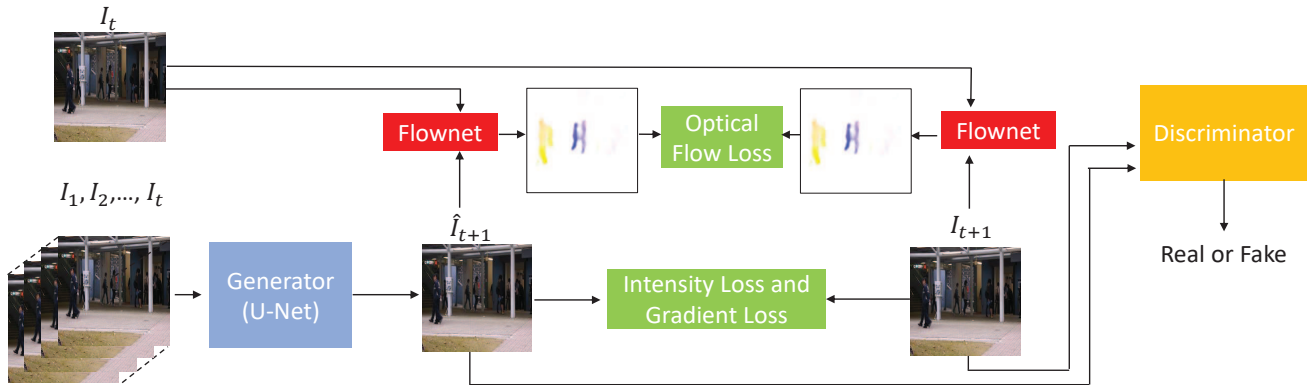 I_t
Flownet
Optical
Flow Loss
Flownet
Discriminator
I_1, I_2,..., I_t
Î_{t+1}
I_{t+1}
Real or Fake
Generator
(U-Net)
Intensity Loss and
Gradient Loss